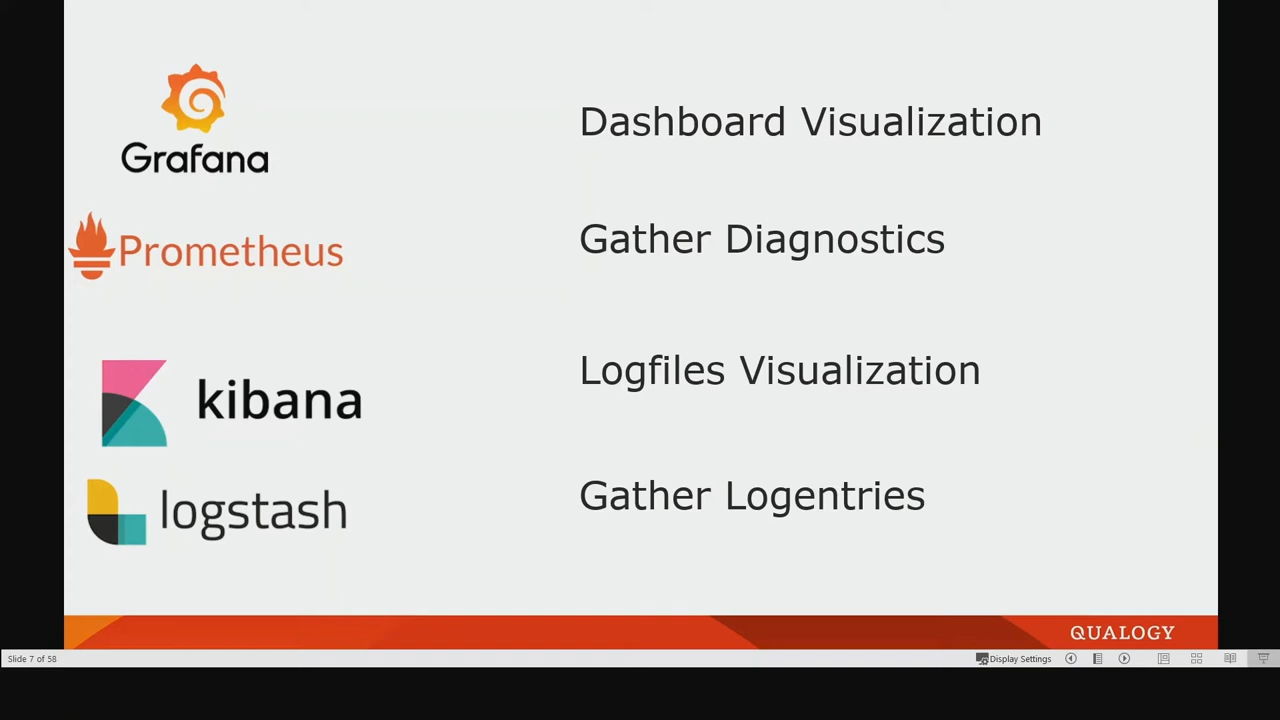 Grafana
Dashboard Visualization
Prometheus
Gather Diagnostics
kibana
Logfiles Visualization
logstash
Gather Logentries
QUALOGY
Slide 7 of 58
Display Settings